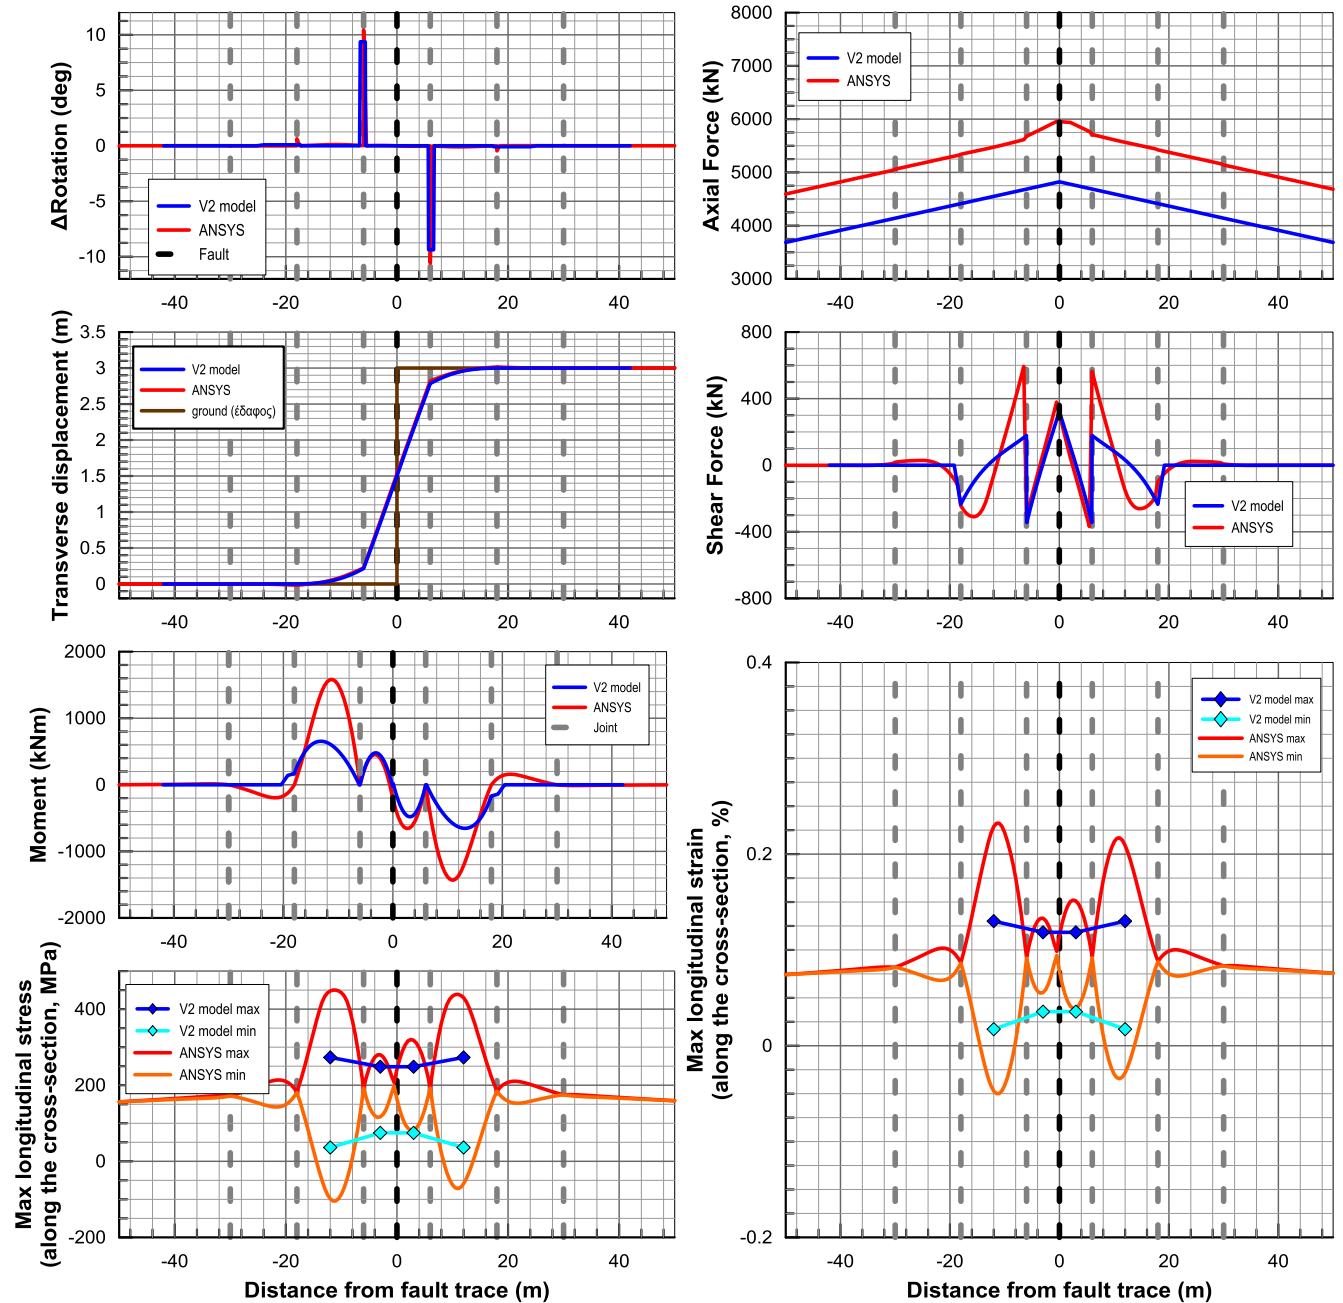 ΔRotation (deg)
10
5
0
-5
-10
V2 model
ANSYS
Fault
-40 -20 0 20 40
Axial Force (kN)
8000
7000
6000
5000
4000
3000
V2 model
ANSYS
-40 -20 0 20 40
Transverse displacement (m)
3.5
3
2.5
2
1.5
1
0.5
0
V2 model
ANSYS
ground (έδαφος)
-40 -20 0 20 40
Shear Force (kN)
800
400
0
-400
-800
V2 model
ANSYS
-40 -20 0 20 40
Moment (kNm)
2000
1000
0
-1000
-2000
V2 model
ANSYS
Joint
-40 -20 0 20 40
Max longitudinal stress
(along the cross-section, MPa)
400
200
0
-200
V2 model max
V2 model min
ANSYS max
ANSYS min
-40 -20 0 20 40
Distance from fault trace (m)
Max longitudinal strain
(along the cross-section, %)
0.4
0.2
0
-0.2
V2 model max
V2 model min
ANSYS max
ANSYS min
-40 -20 0 20 40
Distance from fault trace (m)